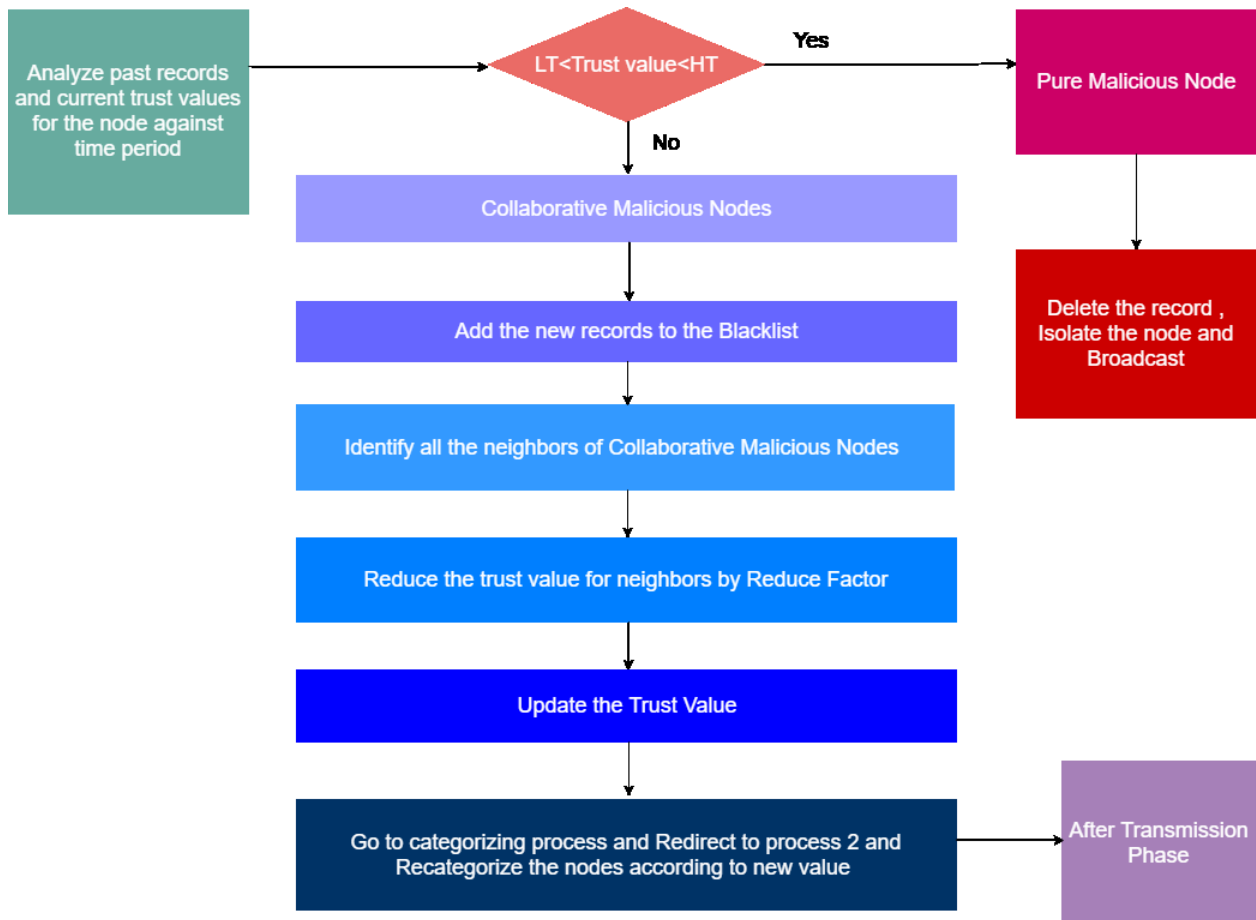 Analyze past records
and current trust values
for the node against
time period
LT<Trust value<HT
Yes
Pure Malicious Node
No
Collaborative Malicious Nodes
Delete the record ,
Isolate the node and
Broadcast
Add the new records to the Blacklist
Identify all the neighbors of Collaborative Malicious Nodes
Reduce the trust value for neighbors by Reduce Factor
Update the Trust Value
Go to categorizing process and Redirect to process 2 and
Recategorize the nodes according to new value
After Transmission
Phase